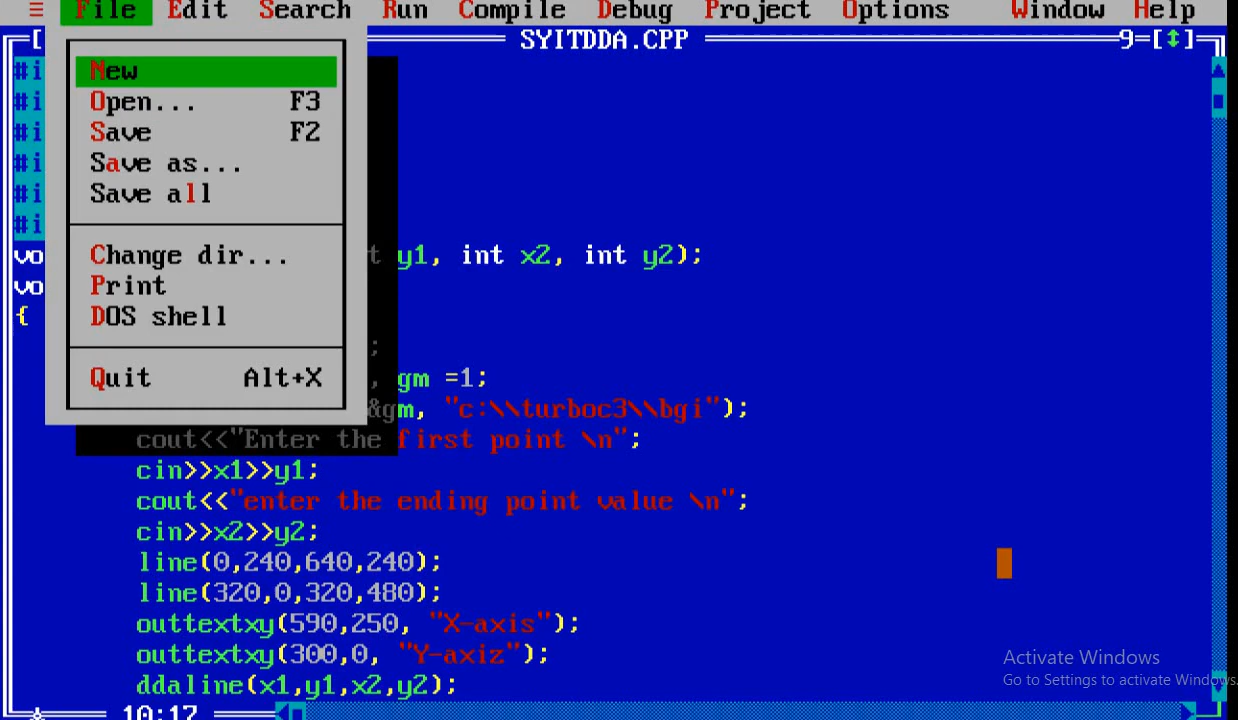 ≡ File Edit Search Run Compile Debug Project Options Window Help
[ SYITDDA.CPP 9=[↕]
New
#i
Open... F3
#i
Save F2
#i
Save as...
#i
Save all
#i
#i
Change dir...
vo t y1, int x2, int y2);
Print
vo
DOS shell
{
;
Quit Alt+X
, gm =1;
&gm, "c:\\turboc3\\bgi");
cout<<"Enter the first point \n";
cin>>x1>>y1;
cout<<"enter the ending point value \n";
cin>>x2>>y2;
line(0,240,640,240);
line(320,0,320,480);
outtextxy(590,250, "X-axis");
outtextxy(300,0, "Y-axiz");
ddaline(x1,y1,x2,y2);
Activate Windows
Go to Settings to activate Windows.
10:17